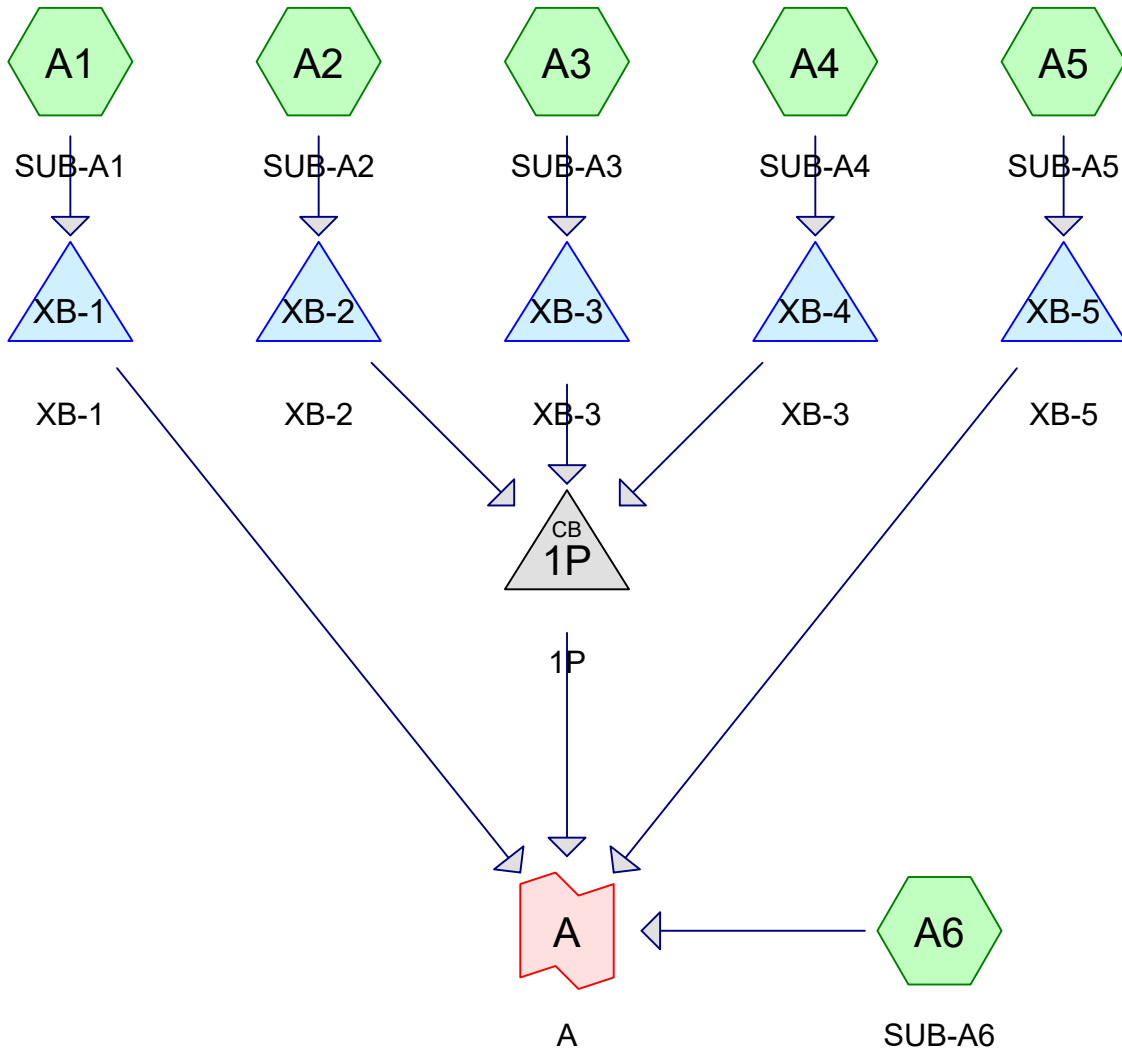 A1 A2 A3 A4 A5
SUB-A1 SUB-A2 SUB-A3 SUB-A4 SUB-A5
XB-1 XB-2 XB-3 XB-4 XB-5
XB-1 XB-2 XB-3 XB-3 XB-5
CB
1P
1P
A A6
A SUB-A6